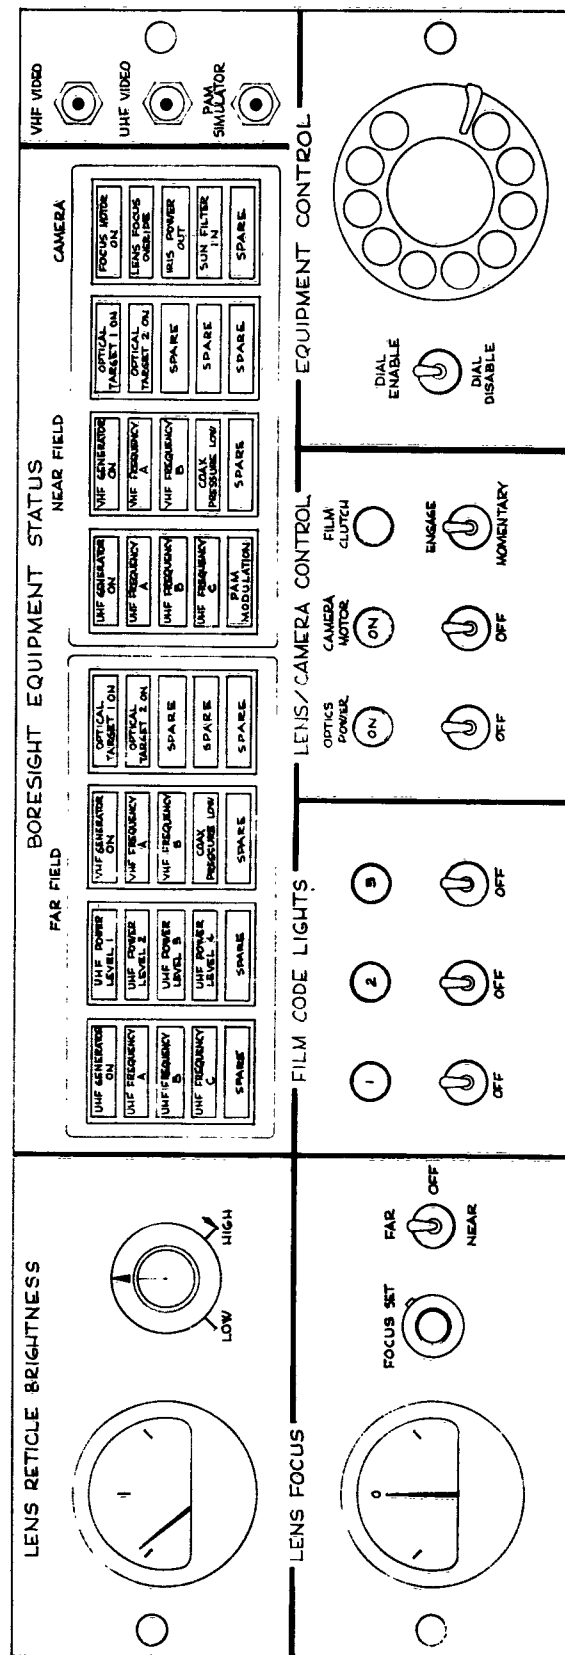 LENS RETICLE BRIGHTNESS
LOW
HIGH
BORESIGHT EQUIPMENT STATUS
FAR FIELD
UHF GENERATOR
ON
UHF FREQUENCY
A
UHF FREQUENCY
B
UHF FREQUENCY
C
SPARE
UHF POWER
LEVEL 1
UHF POWER
LEVEL 2
UHF POWER
LEVEL 3
UHF POWER
LEVEL 4
SPARE
VHF GENERATOR
ON
VHF FREQUENCY
A
VHF FREQUENCY
B
COAX
PRESSURE LOW
SPARE
OPTICAL
TARGET 1 ON
OPTICAL
TARGET 2 ON
SPARE
SPARE
SPARE
NEAR FIELD
UHF GENERATOR
ON
UHF FREQUENCY
A
UHF FREQUENCY
B
UHF FREQUENCY
C
PAM
MODULATION
VHF GENERATOR
ON
VHF FREQUENCY
A
VHF FREQUENCY
B
COAX
PRESSURE LOW
SPARE
OPTICAL
TARGET 1 ON
OPTICAL
TARGET 2 ON
SPARE
SPARE
SPARE
CAMERA
FOCUS MOTOR
ON
LENS FOCUS
OVERIDE
IRIS POWER
OUT
SUN FILTER
IN
SPARE
VHF VIDEO
UHF VIDEO
PAM
SIMULATOR
LENS FOCUS
0
FOCUS SET
FAR
OFF
NEAR
FILM CODE LIGHTS
1
2
3
OFF
OFF
OFF
LENS/CAMERA CONTROL
OPTICS
POWER
ON
OFF
CAMERA
MOTOR
ON
OFF
FILM
CLUTCH
ENGAGE
MOMENTARY
EQUIPMENT CONTROL
DIAL
ENABLE
DIAL
DISABLE